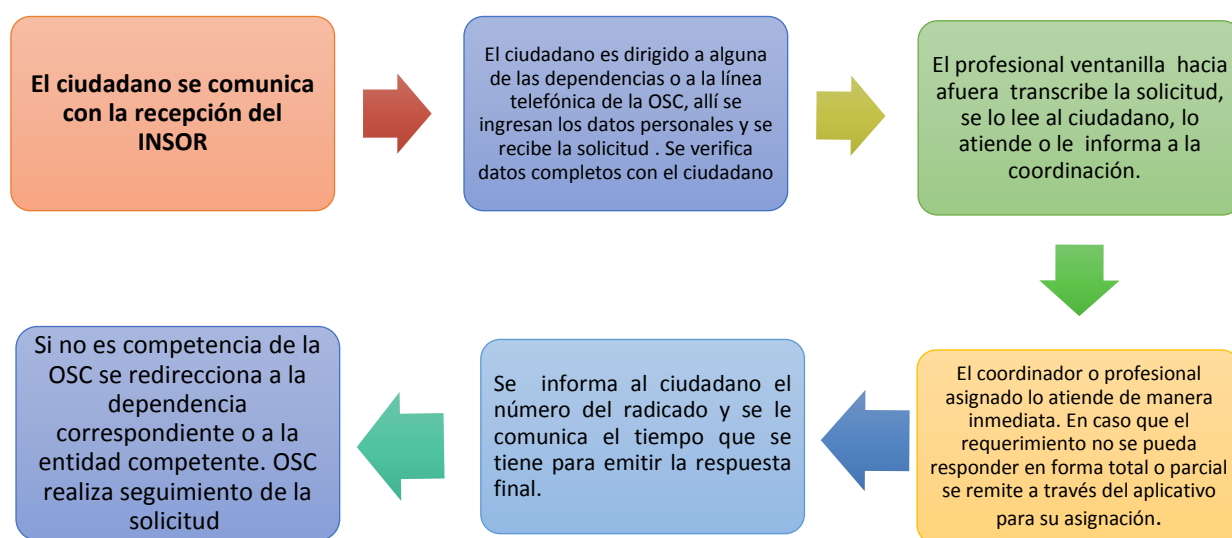 El ciudadano se comunica
con la recepción del
INSOR
El ciudadano es dirigido a alguna
de las dependencias o a la línea
telefónica de la OSC, allí se
ingresan los datos personales y se
recibe la solicitud . Se verifica
datos completos con el ciudadano
El profesional ventanilla hacia
afuera transcribe la solicitud,
se lo lee al ciudadano, lo
atiende o le informa a la
coordinación.
El coordinador o profesional
asignado lo atiende de manera
inmediata. En caso que el
requerimiento no se pueda
responder en forma total o parcial
se remite a través del aplicativo
para su asignación.
Se informa al ciudadano el
número del radicado y se le
comunica el tiempo que se
tiene para emitir la respuesta
final.
Si no es competencia de la
OSC se redirecciona a la
dependencia
correspondiente o a la
entidad competente. OSC
realiza seguimiento de la
solicitud